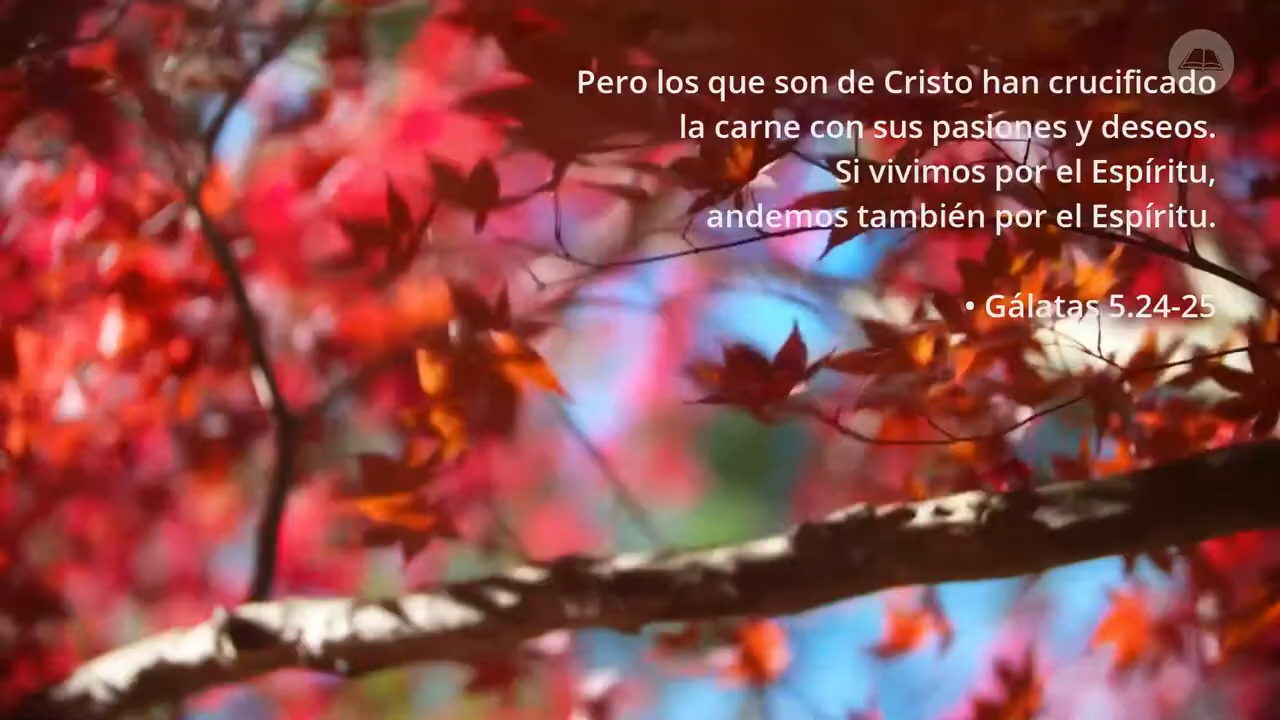 Pero los que son de Cristo han crucificado
la carne con sus pasiones y deseos.
Si vivimos por el Espíritu,
andemos también por el Espíritu.
• Gálatas 5.24-25